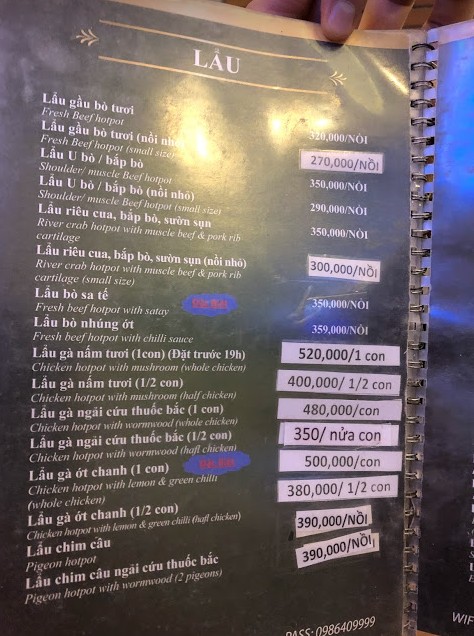 LẨU
Lẩu gầu bò tươi
Fresh Beef hotpot
320,000/NỒI
Lẩu gầu bò tươi (nồi nhỏ
Fresh Beef hotpot (small size)
270,000/NỒI
Lẩu U bò / bắp bò
Shoulder/ muscle Beef hotpot
350,000/NỒI
Lẩu U bò / bắp bò (nồi nhỏ)
Shoulder/ muscle Beef hotpot (small size)
290,000/NỒI
Lẩu riêu cua, bắp bò, sườn sụn
River crab hotpot with muscle beef & pork rib
cartilage
350,000/NỒI
Lẩu riêu cua, bắp bò, sườn sụn (nồi nhỏ)
River crab hotpot with muscle beef & pork rib
cartilage (small size)
300,000/NỒI
Lẩu bò sa tế
Fresh beef hotpot with satay
350,000/NỒI
Lẩu bò nhúng ớt
Fresh beef hotpot with chilli sauce
359,000/NỒI
Lẩu gà nấm tươi (1con) (Đặt trước 19h)
Chicken hotpot with mushroom (whole chicken)
520,000/1 con
Lẩu gà nấm tươi (1/2 con)
Chicken hotpot with mushroom (half chicken)
400,000/ 1/2 con
Lẩu gà ngải cứu thuốc bắc (1 con)
Chicken hotpot with wormwood (whole chicken)
480,000/con
Lẩu gà ngải cứu thuốc bắc (1/2 con)
Chicken hotpot with wormwood (hafl chicken)
350/ nửa con
Lẩu gà ớt chanh (1 con)
Chicken hotpot with lemon & green chilli
(whole chicken)
500,000/con
Lẩu gà ớt chanh (1/2 con)
Chicken hotpot with lemon & green chilli (hafl chicken)
380,000/ 1/2 con
Lẩu chim câu
Pigeon hotpot
390,000/NỒI
Lẩu chim câu ngải cứu thuốc bắc
Pigeon hotpot with wormwood (2 pigeons)
390,000/NỒI
PASS: 0986409999
WIF